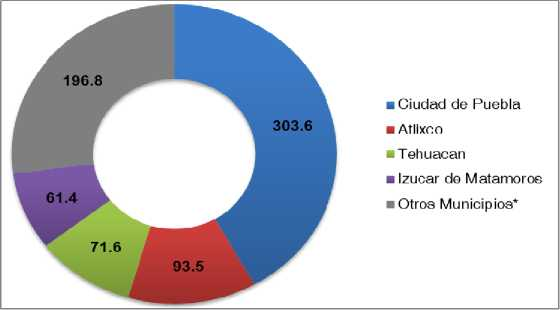 196.8
303.6
61.4
71.6
93.5
Ciudad de Puebla
Atlixco
Tehuacan
Izucar de Matamoros
Otros Municipios*